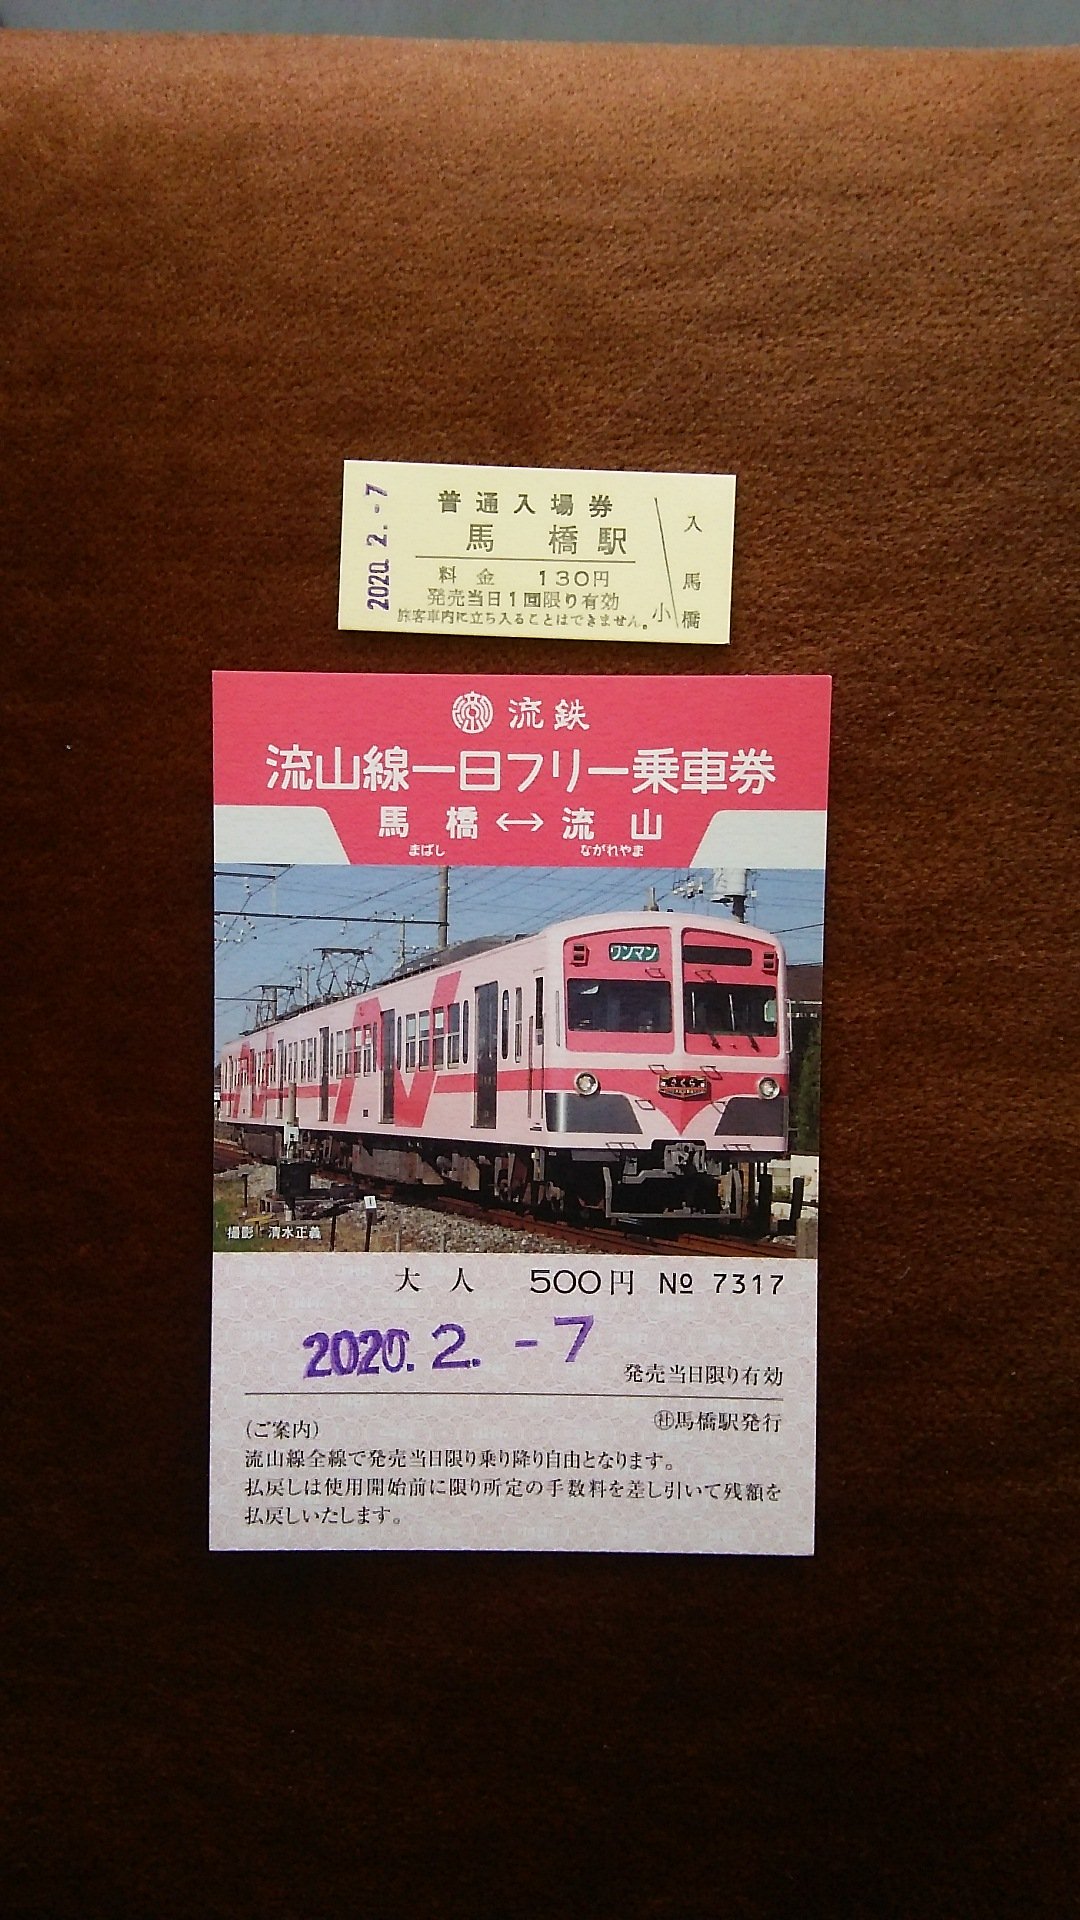 2020.2.-7
普通入場券
馬橋駅
料金 130円
発売当日1回限り有効
旅客車内に立ち入ることはできません。
小
入
馬橋
流鉄
流山線一日フリー乗車券
馬橋↔流山
まばし ながれやま
ワンマン
さくら
撮影:清水正義
大人 500円 № 7317
2020.2.-7
発売当日限り有効
㈳馬橋駅発行
(ご案内)
流山線全線で発売当日限り乗り降り自由となります。
払戻しは使用開始前に限り所定の手数料を差し引いて残額を
払戻しいたします。